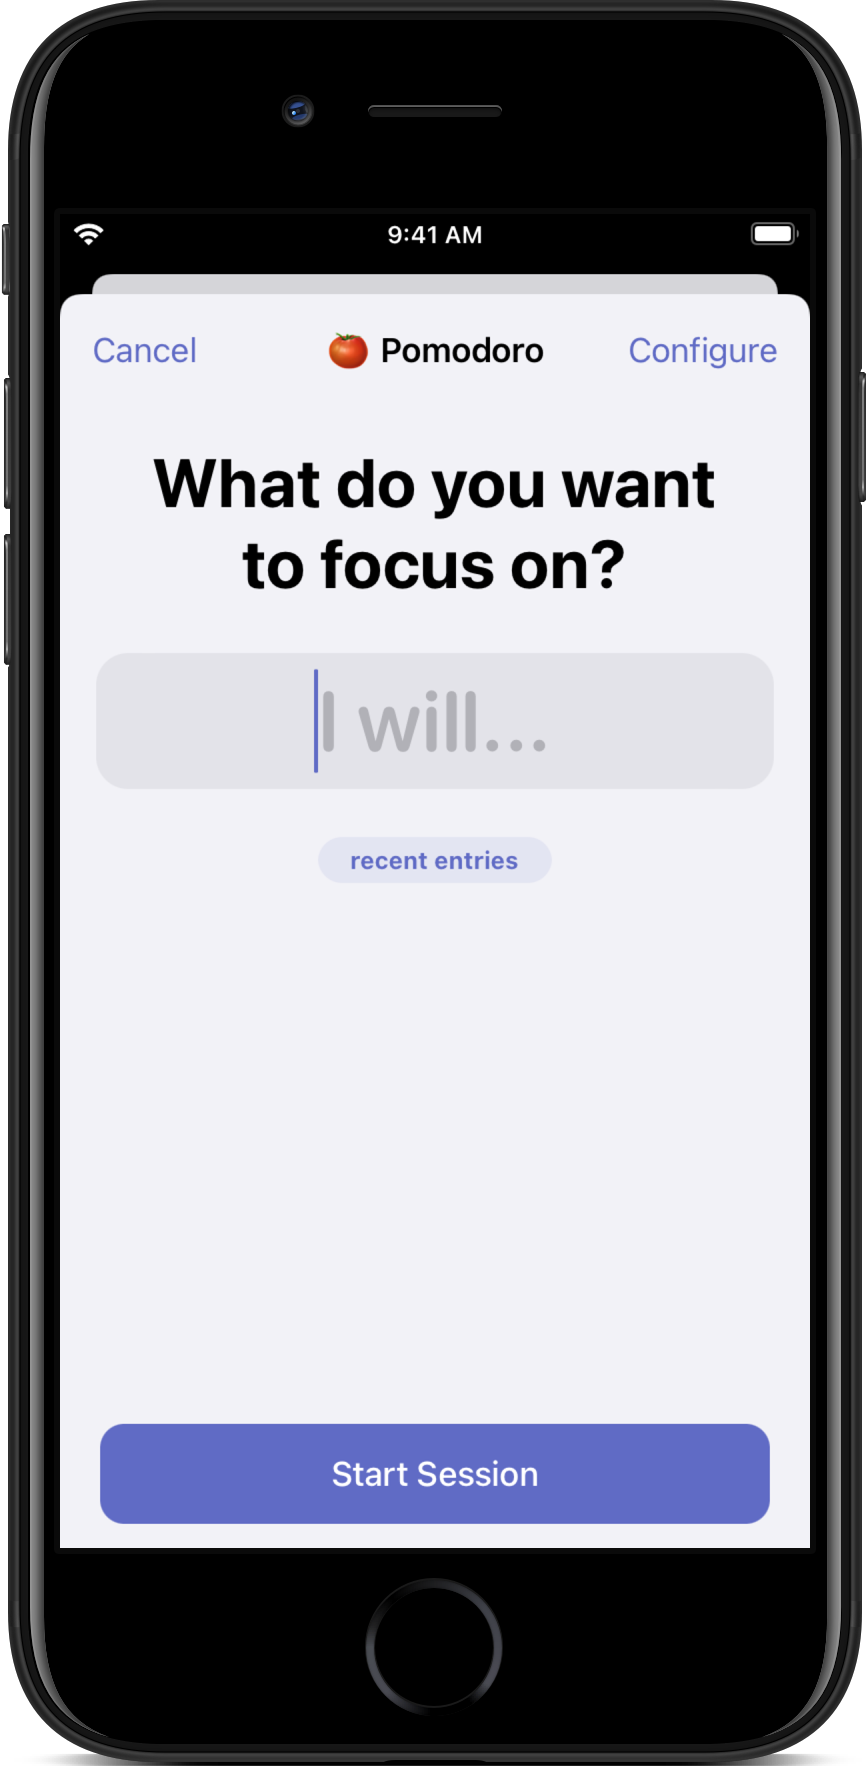 9:41 AM
Cancel
🍅 Pomodoro
Configure
What do you want
to focus on?
I will...
recent entries
Start Session